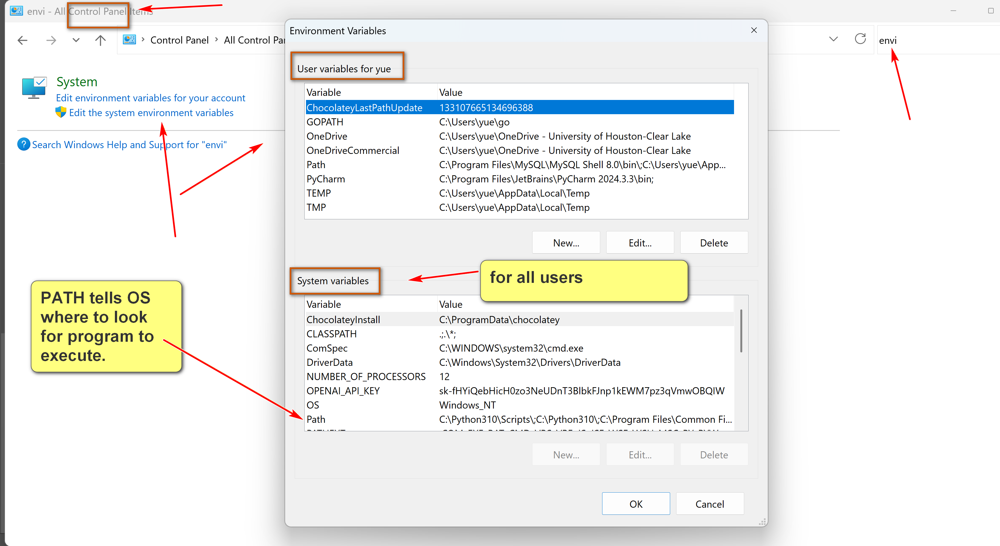 envi - All Control Panel Items
Control Panel > All Control Par
envi
System
Edit environment variables for your account
Edit the system environment variables
Search Windows Help and Support for "envi"
PATH tells OS
where to look
for program to
execute.
Environment Variables
User variables for yue
Variable Value
ChocolateyLastPathUpdate 133107665134696388
GOPATH C:\Users\yue\go
OneDrive C:\Users\yue\OneDrive - University of Houston-Clear Lake
OneDriveCommercial C:\Users\yue\OneDrive - University of Houston-Clear Lake
Path C:\Program Files\MySQL\MySQL Shell 8.0\bin\;C:\Users\yue\App...
PyCharm C:\Program Files\JetBrains\PyCharm 2024.3.3\bin;
TEMP C:\Users\yue\AppData\Local\Temp
TMP C:\Users\yue\AppData\Local\Temp
New... Edit... Delete
for all users
System variables
Variable Value
ChocolateyInstall C:\ProgramData\chocolatey
CLASSPATH .;.\*;
ComSpec C:\WINDOWS\system32\cmd.exe
DriverData C:\Windows\System32\Drivers\DriverData
NUMBER_OF_PROCESSORS 12
OPENAI_API_KEY
OS Windows_NT
Path C:\Python310\Scripts\;C:\Python310\;C:\Program Files\Common Fi...
New... Edit... Delete
OK Cancel